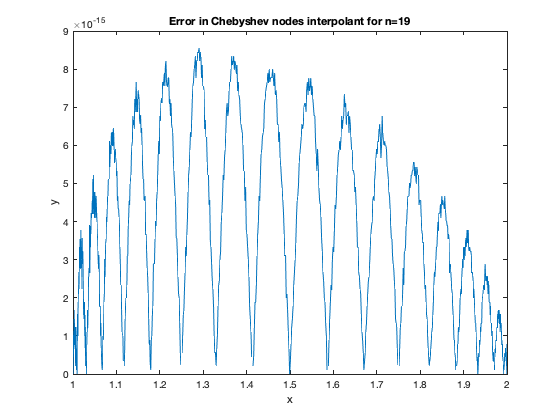 Error in Chebyshev nodes interpolant for n=19
×10⁻¹⁵
9
8
7
6
5
4
3
2
1
0
y
1 1.1 1.2 1.3 1.4 1.5 1.6 1.7 1.8 1.9 2
x